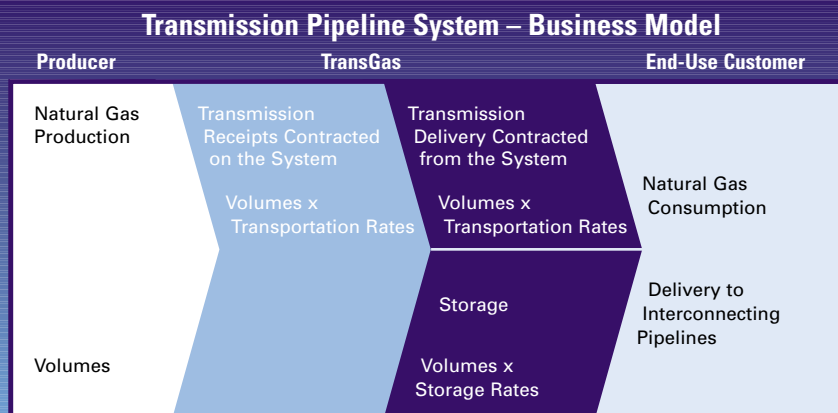 Transmission Pipeline System – Business Model
Producer
TransGas
End-Use Customer
Natural Gas
Production
Volumes
Transmission
Receipts Contracted
on the System
Volumes x
Transportation Rates
Transmission
Delivery Contracted
from the System
Volumes x
Transportation Rates
Storage
Volumes x
Storage Rates
Natural Gas
Consumption
Delivery to
Interconnecting
Pipelines